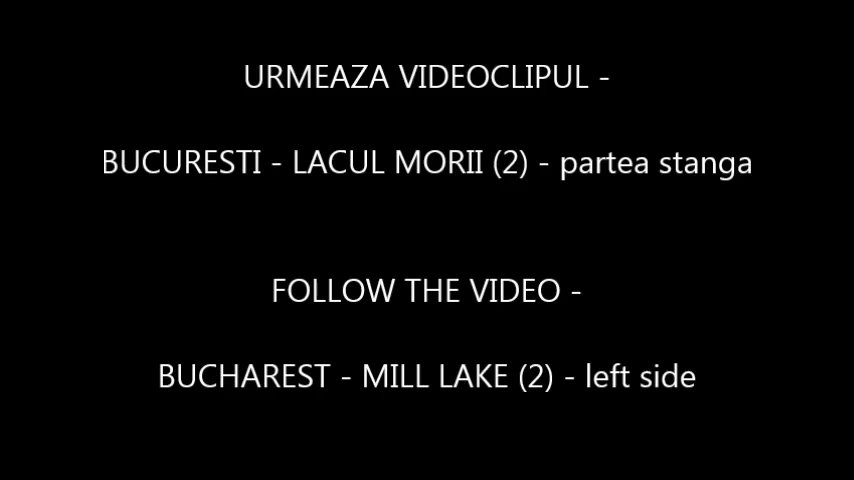 URMEAZA VIDEOCLIPUL -
BUCURESTI - LACUL MORII (2) - partea stanga
FOLLOW THE VIDEO -
BUCHAREST - MILL LAKE (2) - left side